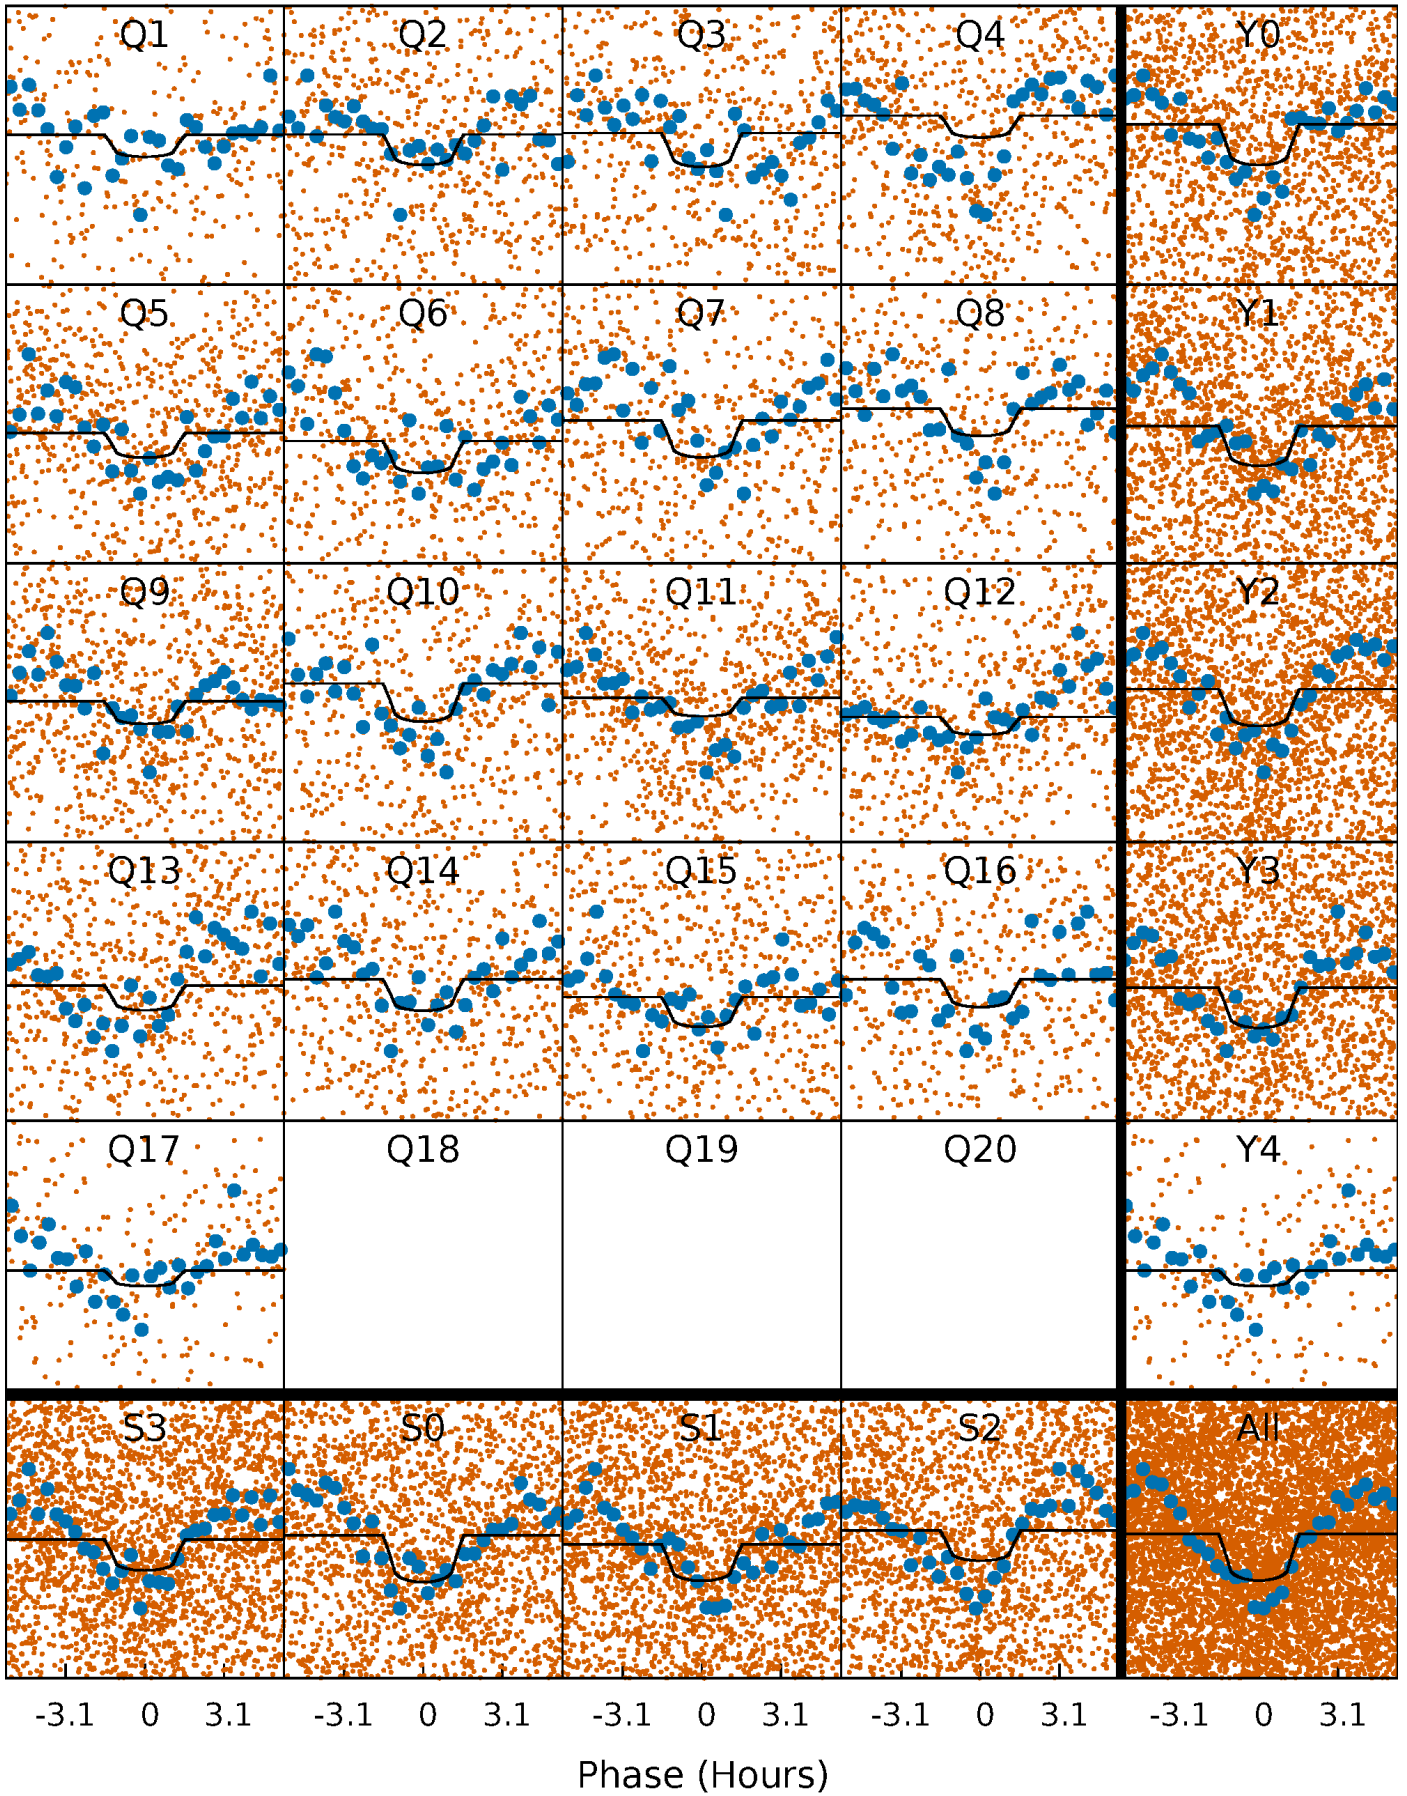 Q1 Q2 Q3 Q4 Y0
Q5 Q6 Q7 Q8 Y1
Q9 Q10 Q11 Q12 Y2
Q13 Q14 Q15 Q16 Y3
Q17 Q18 Q19 Q20 Y4
S3 S0 S1 S2 All
-3.1 0 3.1 -3.1 0 3.1 -3.1 0 3.1 -3.1 0 3.1 -3.1 0 3.1
Phase (Hours)